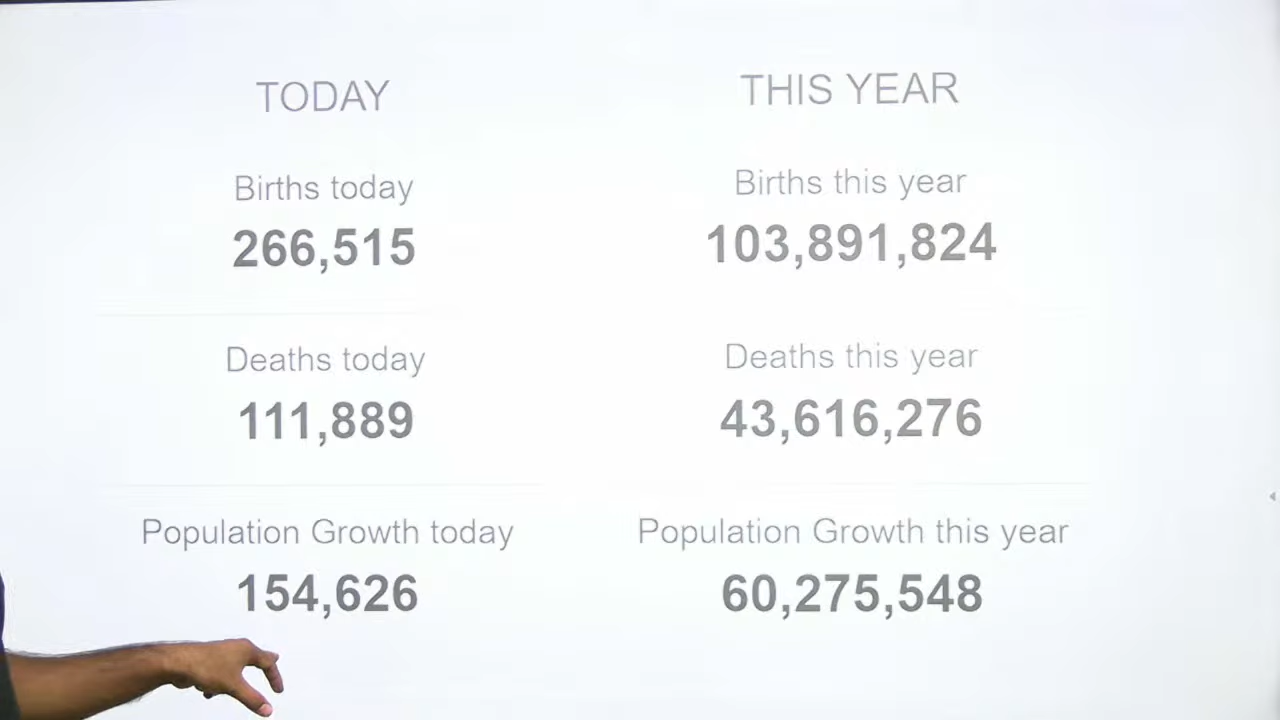 TODAY
Births today
266,515
Deaths today
111,889
Population Growth today
154,626
THIS YEAR
Births this year
103,891,824
Deaths this year
43,616,276
Population Growth this year
60,275,548